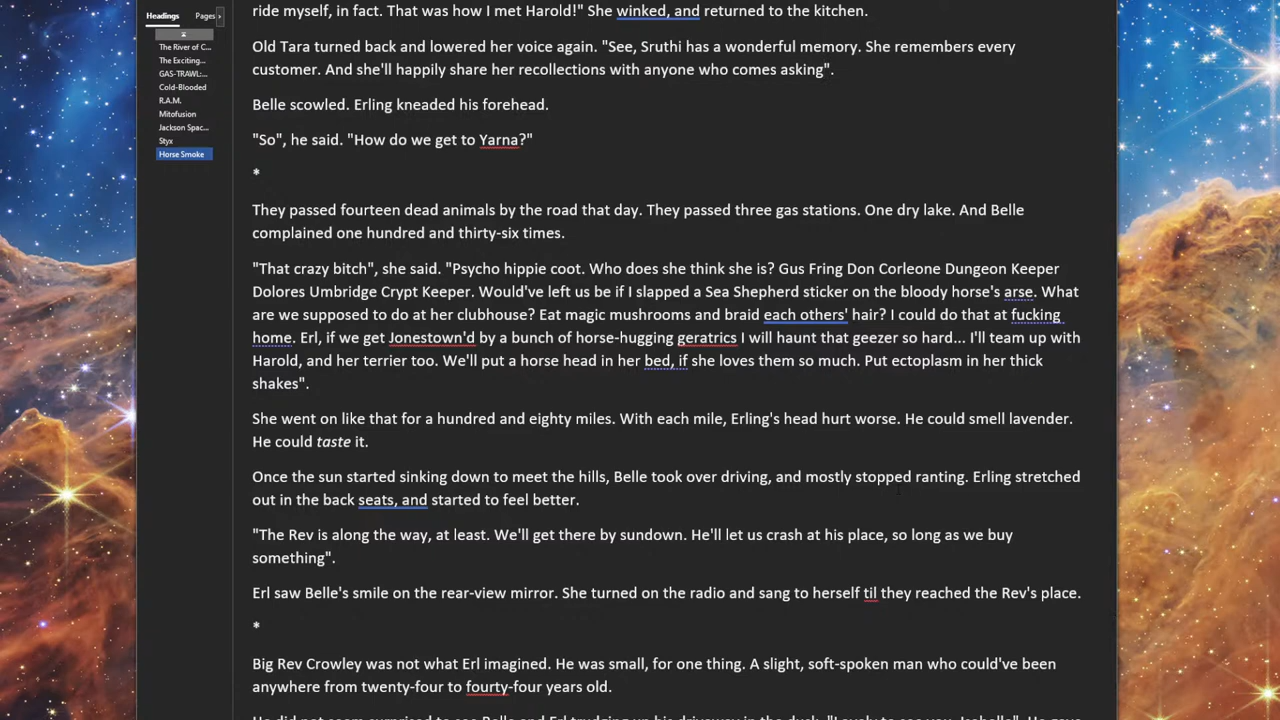 Headings
Pages
The River of C...
The Exciting...
GAS-TRAWL:...
Cold-Blooded
R.A.M.
Mitofusion
Jackson Spac...
Styx
Horse Smoke
ride myself, in fact. That was how I met Harold!" She winked, and returned to the kitchen.
Old Tara turned back and lowered her voice again. "See, Sruthi has a wonderful memory. She remembers every
customer. And she'll happily share her recollections with anyone who comes asking".
Belle scowled. Erling kneaded his forehead.
"So", he said. "How do we get to Yarna?"
*
They passed fourteen dead animals by the road that day. They passed three gas stations. One dry lake. And Belle
complained one hundred and thirty-six times.
"That crazy bitch", she said. "Psycho hippie coot. Who does she think she is? Gus Fring Don Corleone Dungeon Keeper
Dolores Umbridge Crypt Keeper. Would've left us be if I slapped a Sea Shepherd sticker on the bloody horse's arse. What
are we supposed to do at her clubhouse? Eat magic mushrooms and braid each others' hair? I could do that at fucking
home. Erl, if we get Jonestown'd by a bunch of horse-hugging geratrics I will haunt that geezer so hard... I'll team up with
Harold, and her terrier too. We'll put a horse head in her bed, if she loves them so much. Put ectoplasm in her thick
shakes".
She went on like that for a hundred and eighty miles. With each mile, Erling's head hurt worse. He could smell lavender.
He could taste it.
Once the sun started sinking down to meet the hills, Belle took over driving, and mostly stopped ranting. Erling stretched
out in the back seats, and started to feel better.
"The Rev is along the way, at least. We'll get there by sundown. He'll let us crash at his place, so long as we buy
something".
Erl saw Belle's smile on the rear-view mirror. She turned on the radio and sang to herself til they reached the Rev's place.
*
Big Rev Crowley was not what Erl imagined. He was small, for one thing. A slight, soft-spoken man who could've been
anywhere from twenty-four to fourty-four years old.